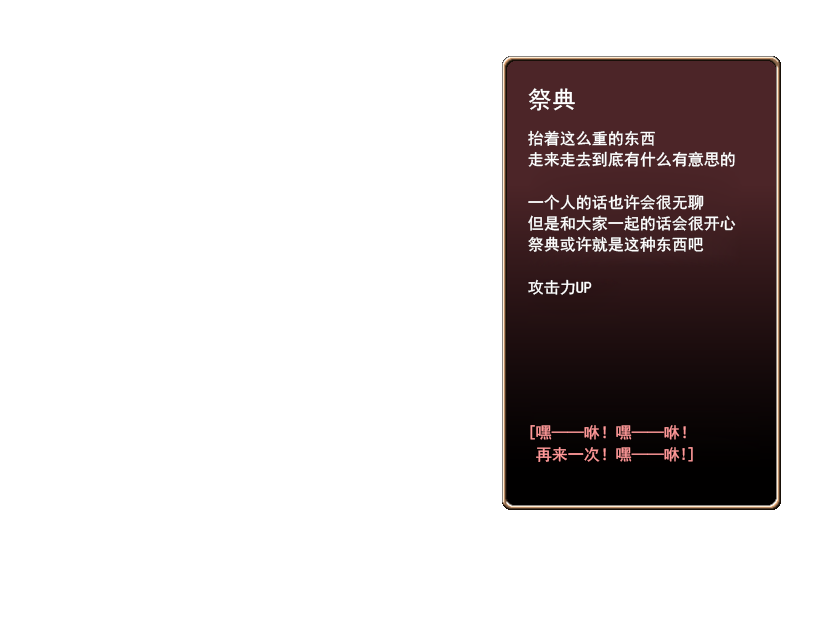 祭典
抬着这么重的东西
走来走去到底有什么有意思的
一个人的话也许会很无聊
但是和大家一起的话会很开心
祭典或许就是这种东西吧
攻击力UP
[嘿——咻！嘿——咻！
再来一次！嘿——咻！]